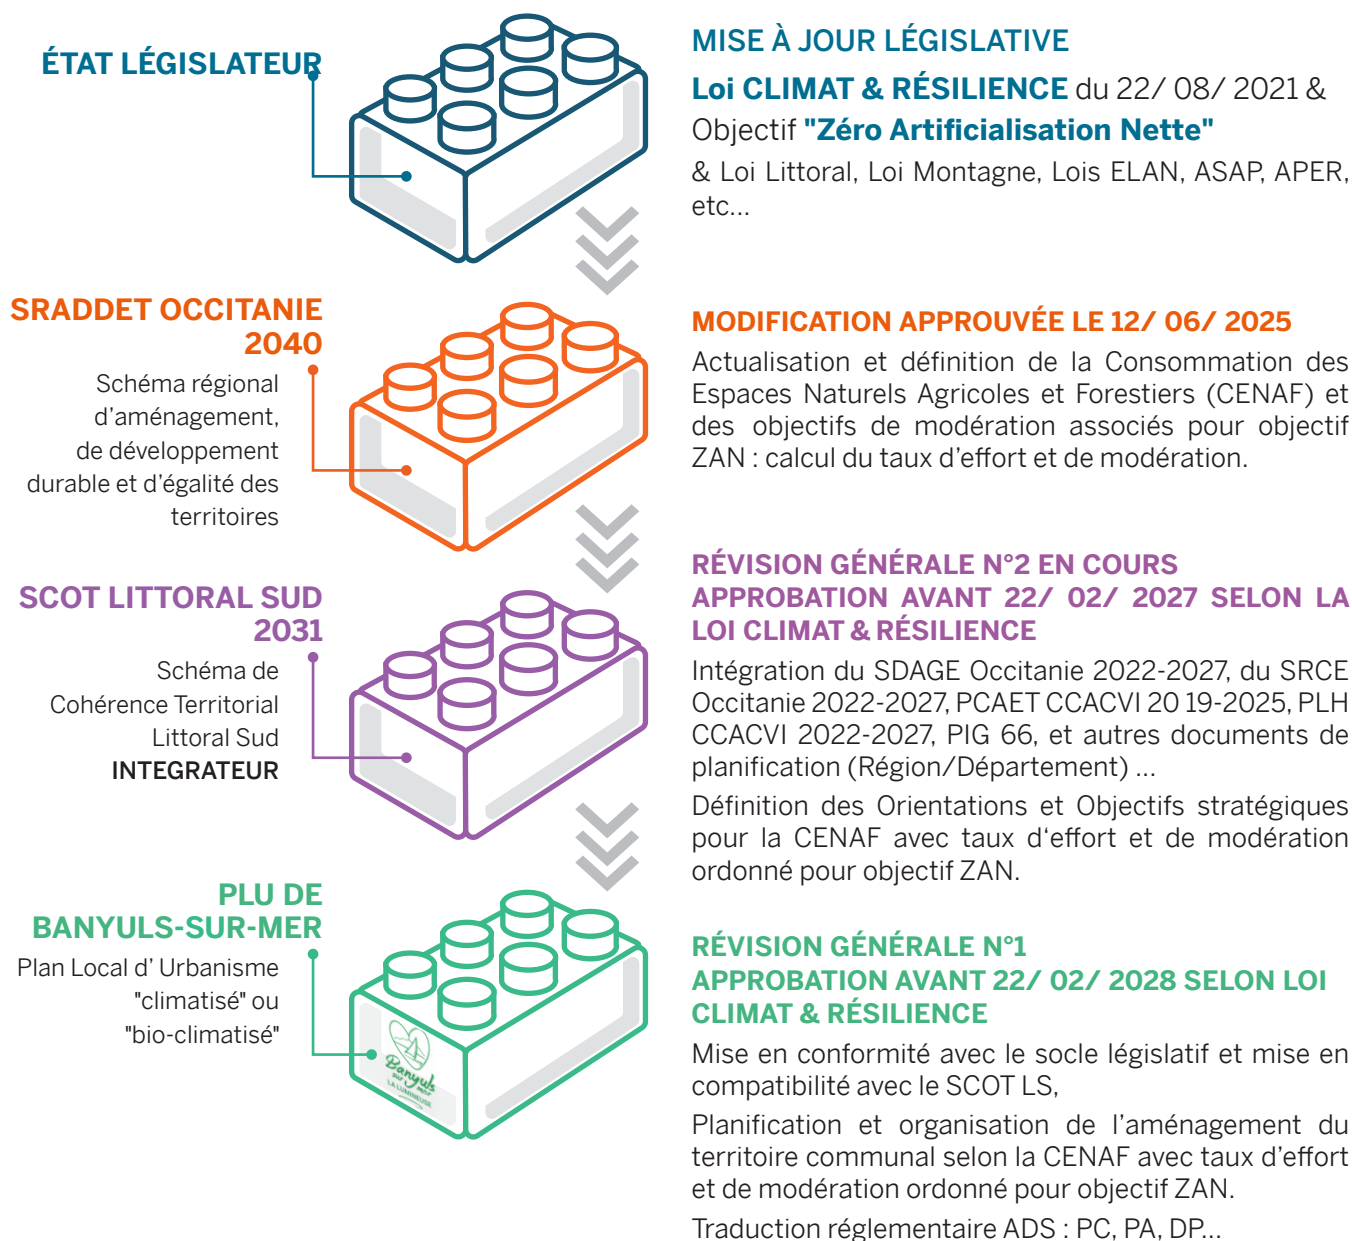 ÉTAT LÉGISLATEUR
MISE À JOUR LÉGISLATIVE
Loi CLIMAT & RÉSILIENCE du 22/ 08/ 2021 &
Objectif "Zéro Artificialisation Nette"
& Loi Littoral, Loi Montagne, Lois ELAN, ASAP, APER,
etc...
SRADDET OCCITANIE
2040
Schéma régional
d’aménagement,
de développement
durable et d’égalité des
territoires
MODIFICATION APPROUVÉE LE 12/ 06/ 2025
Actualisation et définition de la Consommation des
Espaces Naturels Agricoles et Forestiers (CENAF) et
des objectifs de modération associés pour objectif
ZAN : calcul du taux d’effort et de modération.
SCOT LITTORAL SUD
2031
Schéma de
Cohérence Territorial
Littoral Sud
INTEGRATEUR
RÉVISION GÉNÉRALE N°2 EN COURS
APPROBATION AVANT 22/ 02/ 2027 SELON LA
LOI CLIMAT & RÉSILIENCE
Intégration du SDAGE Occitanie 2022-2027, du SRCE
Occitanie 2022-2027, PCAET CCACVI 20 19-2025, PLH
CCACVI 2022-2027, PIG 66, et autres documents de
planification (Région/Département) ...
Définition des Orientations et Objectifs stratégiques
pour la CENAF avec taux d‘effort et de modération
ordonné pour objectif ZAN.
PLU DE
BANYULS-SUR-MER
Plan Local d’ Urbanisme
"climatisé" ou
"bio-climatisé"
Banyuls
sur mer
LA LUMINEUSE
RÉVISION GÉNÉRALE N°1
APPROBATION AVANT 22/ 02/ 2028 SELON LOI
CLIMAT & RÉSILIENCE
Mise en conformité avec le socle législatif et mise en
compatibilité avec le SCOT LS,
Planification et organisation de l’aménagement du
territoire communal selon la CENAF avec taux d’effort
et de modération ordonné pour objectif ZAN.
Traduction réglementaire ADS : PC, PA, DP...